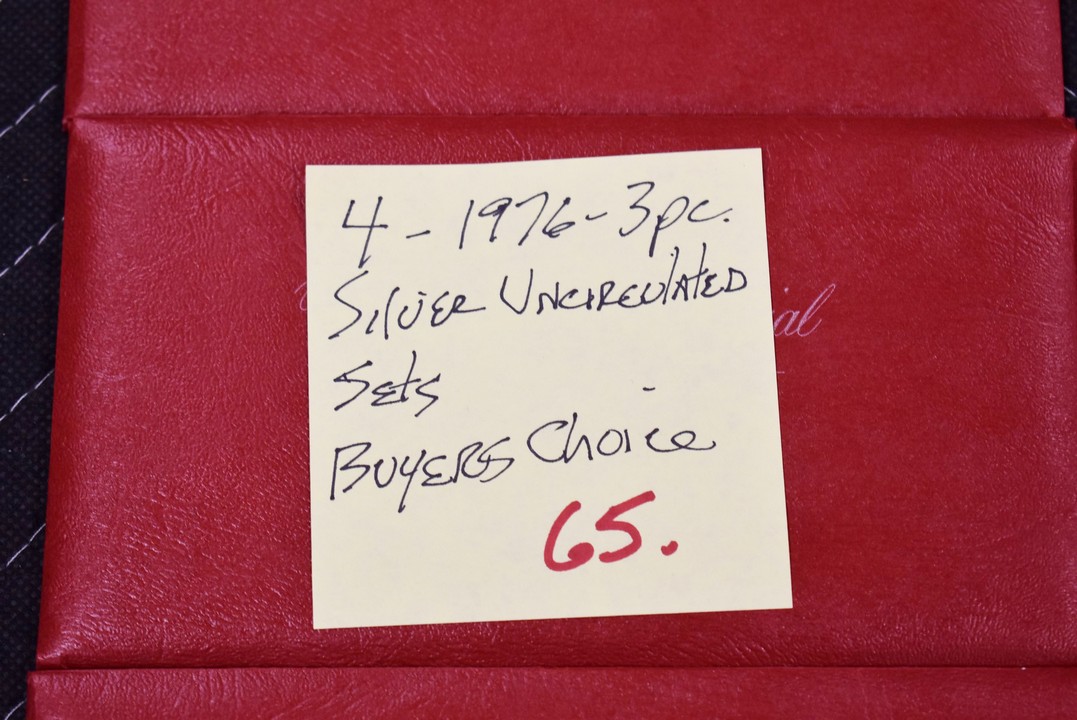 4 - 1976 - 3pc.
Silver Uncirculated
Sets
Buyers Choice
65.